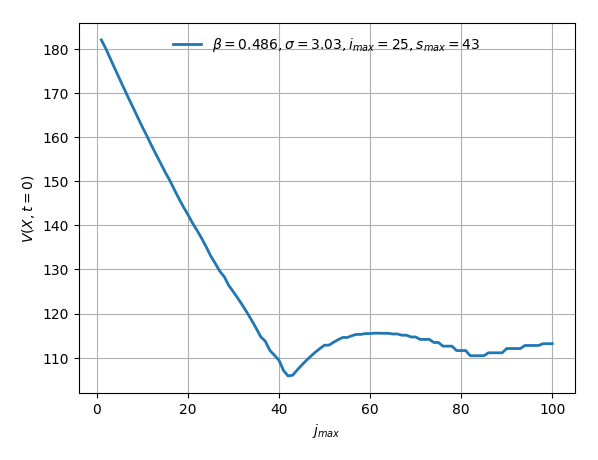 β = 0.486, σ = 3.03, i_max = 25, s_max = 43
V(X, t = 0)
180
170
160
150
140
130
120
110
0 20 40 60 80 100
j_max